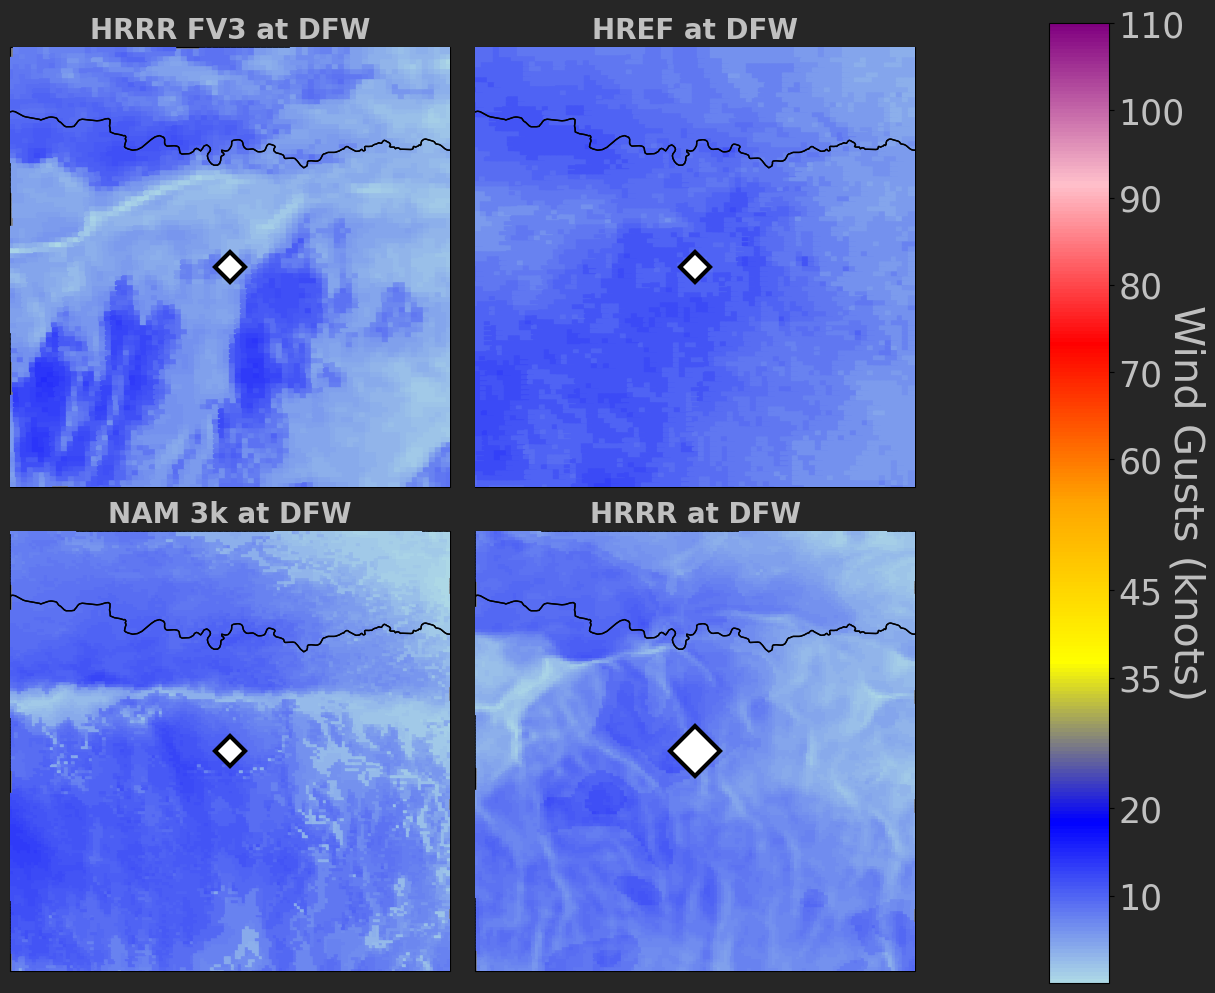 HRRR FV3 at DFW
HREF at DFW
NAM 3k at DFW
HRRR at DFW
110
100
90
80
70
60
45
35
20
10
Wind Gusts (knots)